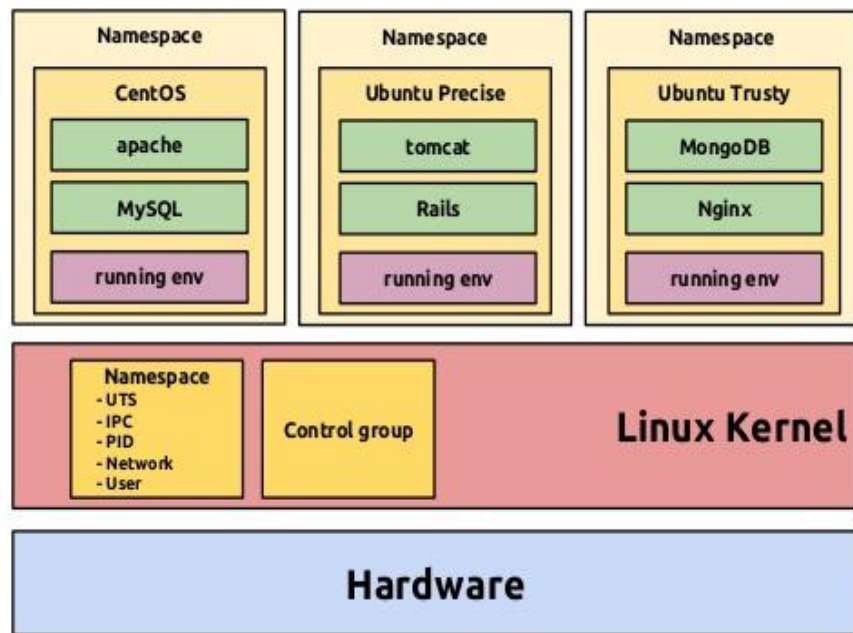 Namespace
CentOS
apache
MySQL
running env
Namespace
Ubuntu Precise
tomcat
Rails
running env
Namespace
Ubuntu Trusty
MongoDB
Nginx
running env
Namespace
- UTS
- IPC
- PID
- Network
- User
Control group
Linux Kernel
Hardware